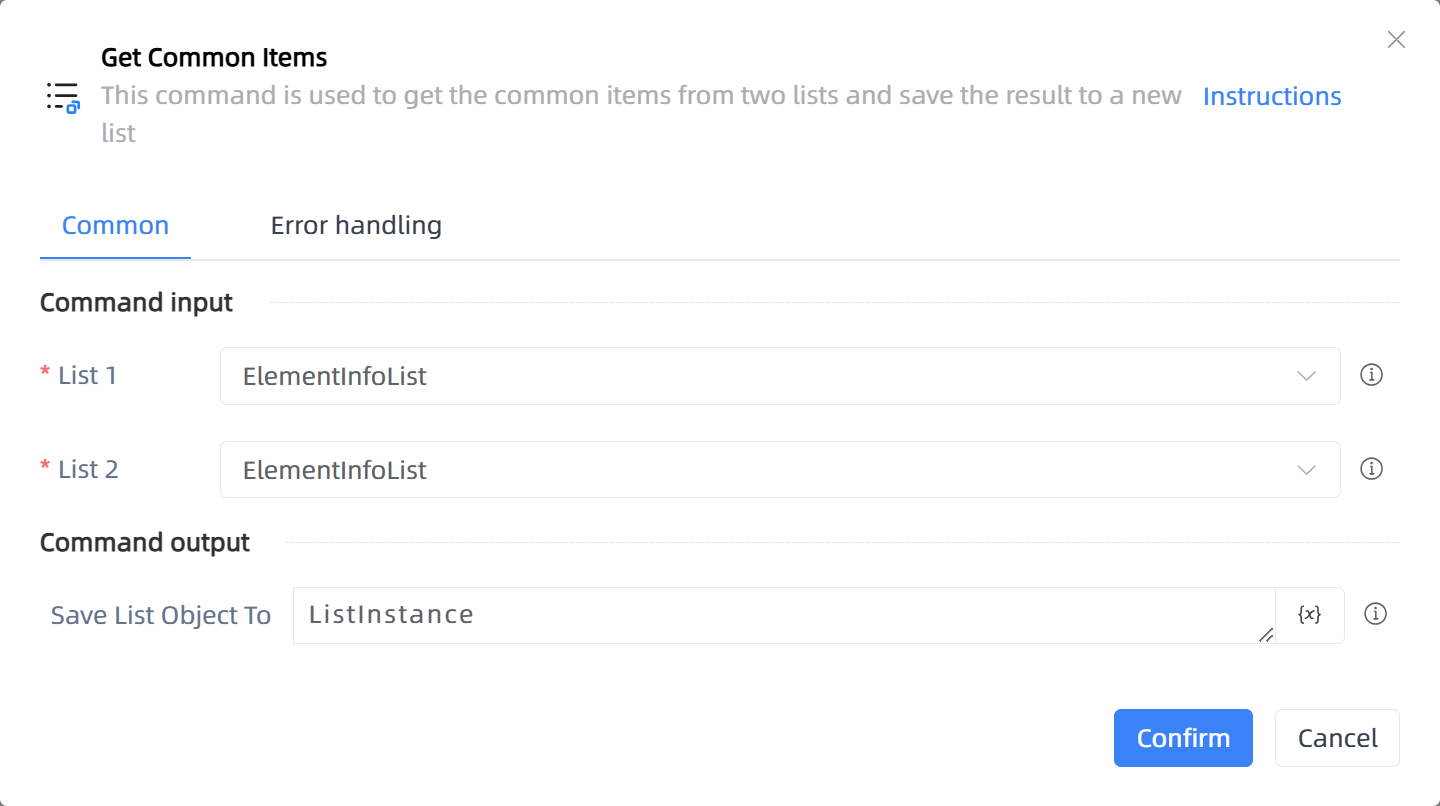 Get Common Items
This command is used to get the common items from two lists and save the result to a new
list
Instructions
Common
Error handling
Command input
* List 1
ElementInfoList
* List 2
ElementInfoList
Command output
Save List Object To
ListInstance
{x}
Confirm
Cancel